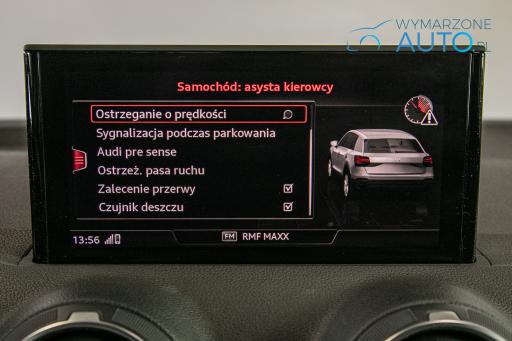 WYMARZONE
AUTO.PL
Samochód: asysta kierowcy
Ostrzeganie o prędkości
Sygnalizacja podczas parkowania
Audi pre sense
Ostrzeż. pasa ruchu
Zalecenie przerwy
Czujnik deszczu
13:56
FM RMF MAXX